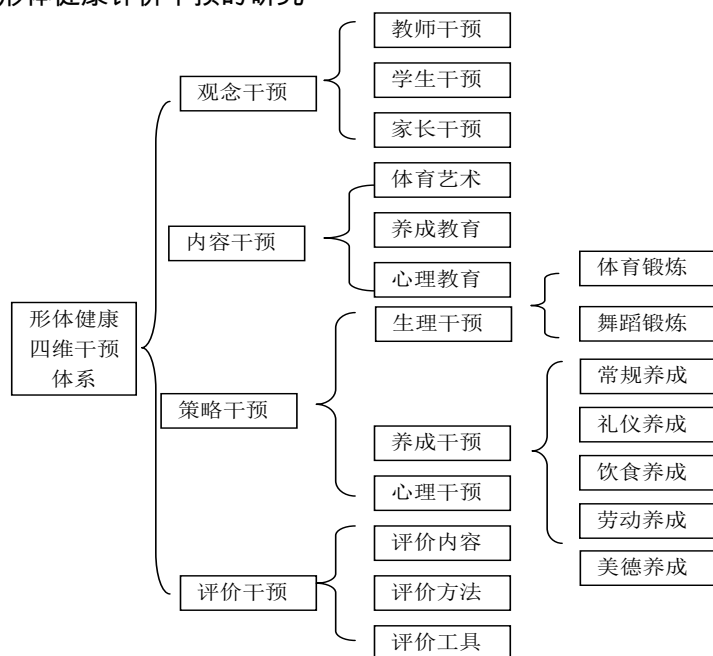 形体健康评价干预的研究
教师干预
观念干预
学生干预
家长干预
体育艺术
内容干预
养成教育
心理教育
体育锻炼
生理干预
舞蹈锻炼
形体健康
四维干预
体系
策略干预
常规养成
礼仪养成
养成干预
饮食养成
心理干预
劳动养成
评价内容
美德养成
评价干预
评价方法
评价工具